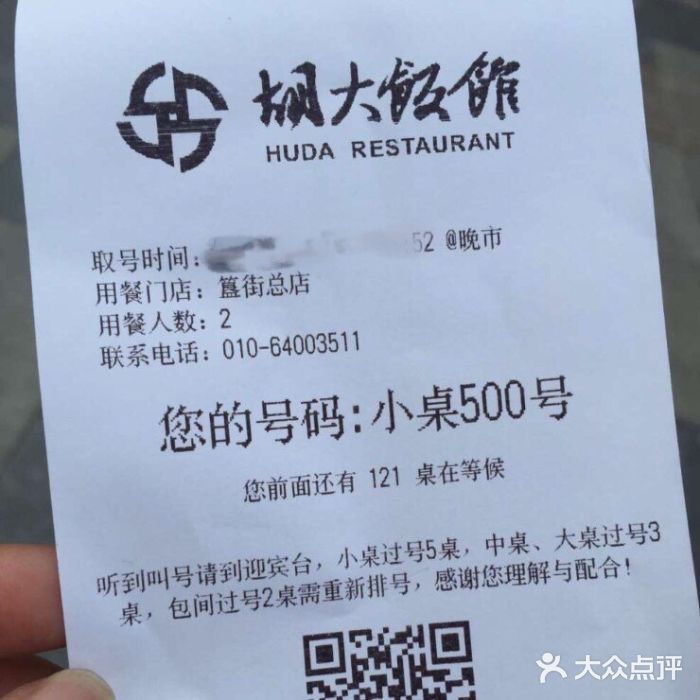 胡大飯館
HUDA RESTAURANT
取号时间: 52 @晚市
用餐门店: 簋街总店
用餐人数: 2
联系电话: 010-64003511
您的号码:小桌500号
您前面还有 121 桌在等候
听到叫号请到迎宾台, 小桌过号5桌, 中桌、大桌过号3
桌, 包间过号2桌需重新排号, 感谢您理解与配合!
大众点评